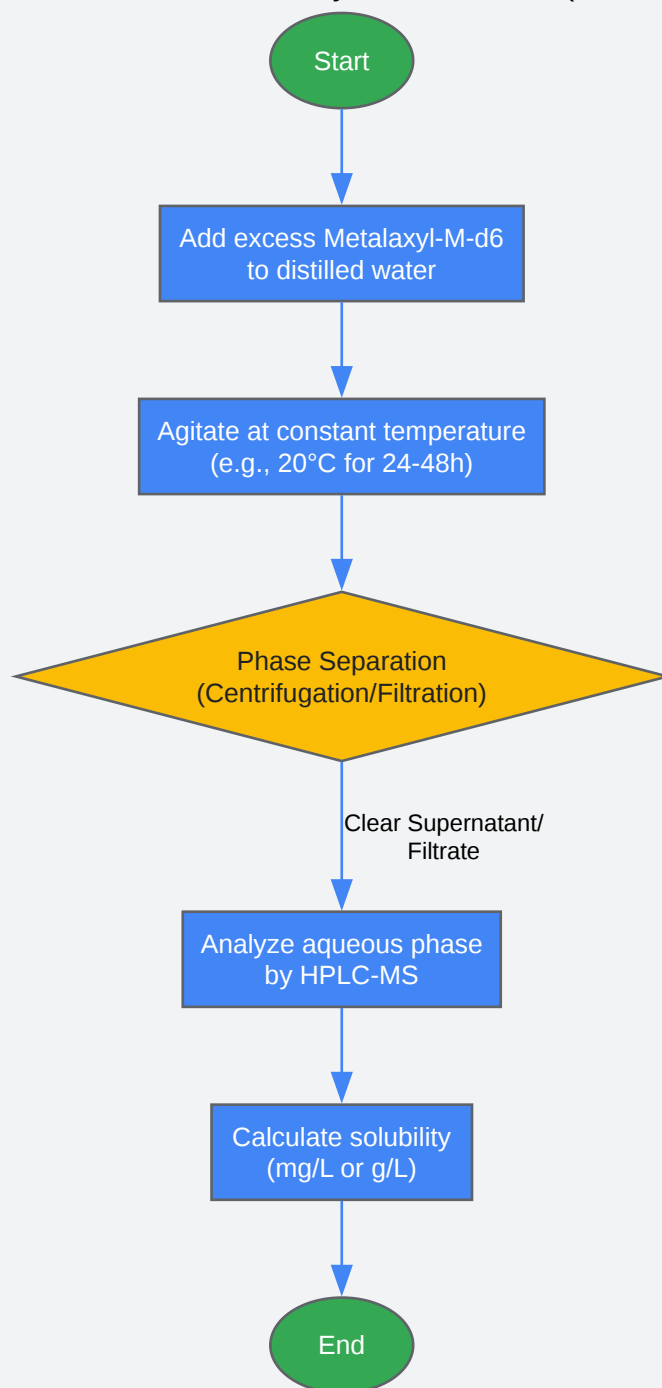 Start
Add excess Metalaxyl-M-d6
to distilled water
Agitate at constant temperature
(e.g., 20°C for 24-48h)
Phase Separation
(Centrifugation/Filtration)
Clear Supernatant/
Filtrate
Analyze aqueous phase
by HPLC-MS
Calculate solubility
(mg/L or g/L)
End